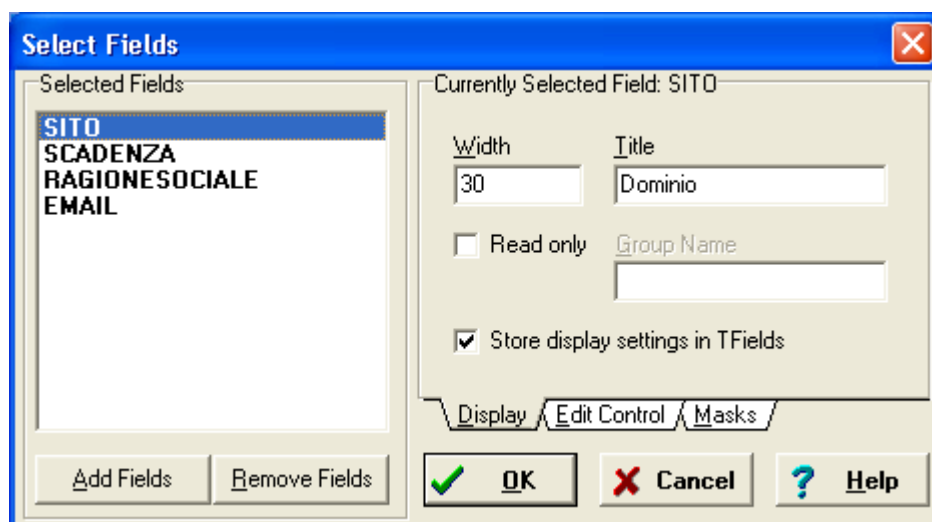 Select Fields
Selected Fields
SITO
SCADENZA
RAGIONESOCIALE
EMAIL
Add Fields
Remove Fields
Currently Selected Field: SITO
Width
Title
30
Dominio
Read only
Group Name
Store display settings in TFields
Display
Edit Control
Masks
OK
Cancel
Help